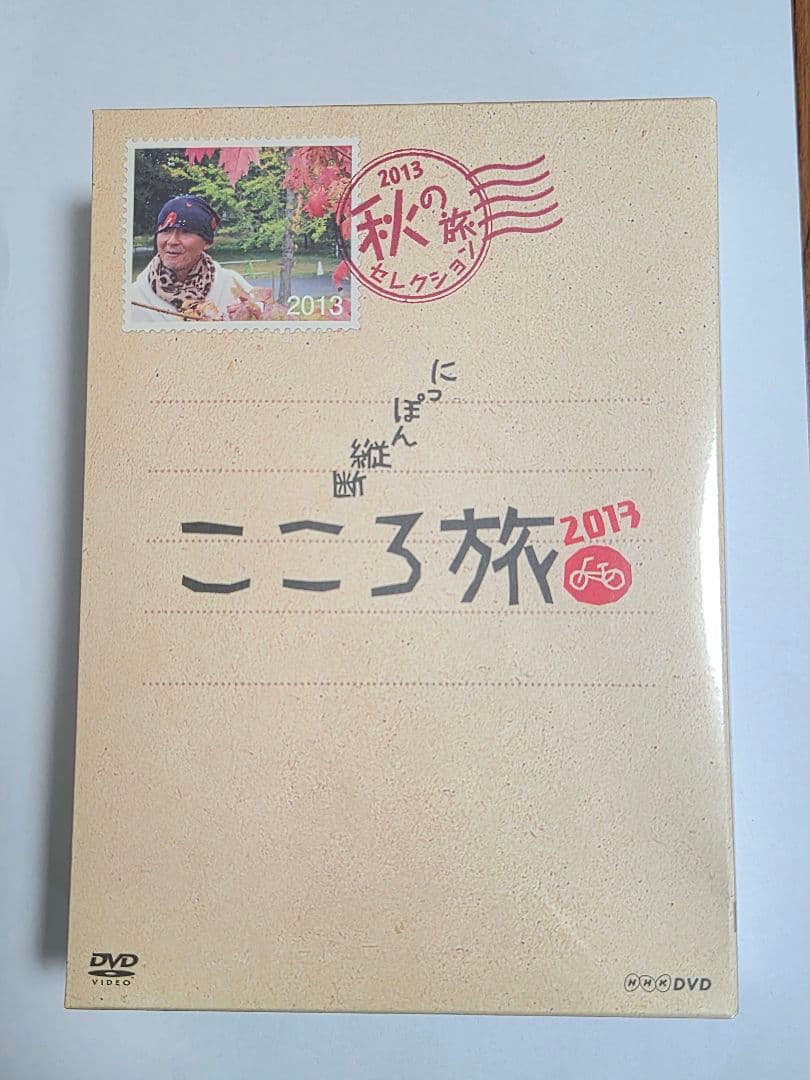 2013
2013
秋の旅
セレクション
にっぽん縦断
こころ旅
2013
DVD
VIDEO
NHK DVD